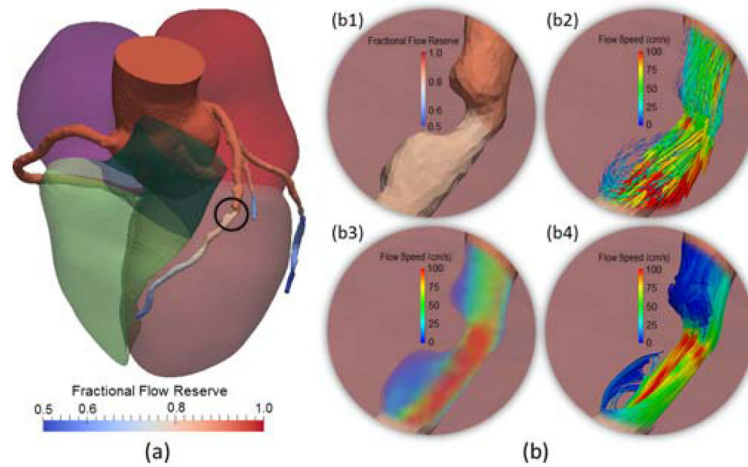 (b1)
Fractional Flow Reserve
1.0
0.8
0.6
0.5
(b2)
Flow Speed (cm/s)
100
75
50
25
0
(b3)
Flow Speed (cm/s)
100
75
50
25
0
(b4)
Flow Speed (cm/s)
100
75
50
25
0
Fractional Flow Reserve
0.5 0.6 0.8 1.0
(a)
(b)